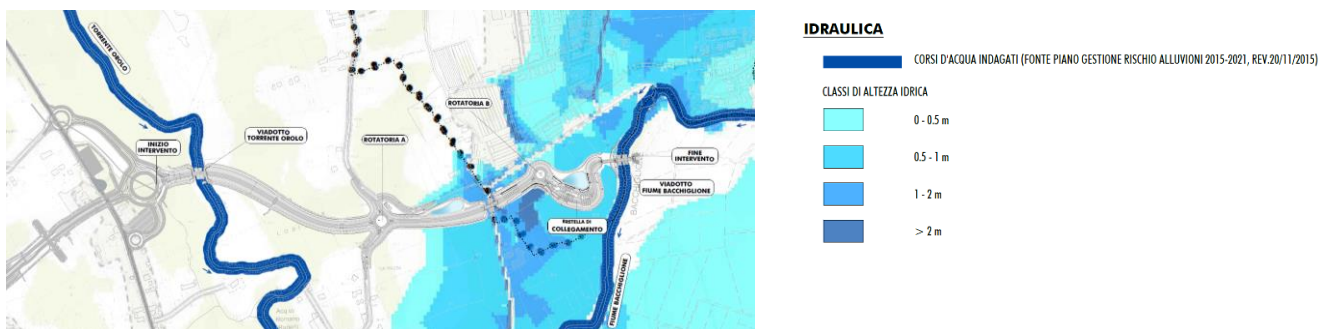 TORRENTE OROLO
INIZIO
INTERVENTO
VIADOTTO
TORRENTE OROLO
ROTATORIA A
ROTATORIA B
FINE
INTERVENTO
VIADOTTO
FIUME BACCHIGLIONE
BRETELLA DI
COLLEGAMENTO
FIUME BACCHIGLIONE
IDRAULICA
CORSI D'ACQUA INDAGATI (FONTE PIANO GESTIONE RISCHIO ALLUVIONI 2015-2021, REV.20/11/2015)
CLASSI DI ALTEZZA IDRICA
0 - 0.5 m
0.5 - 1 m
1 - 2 m
> 2 m